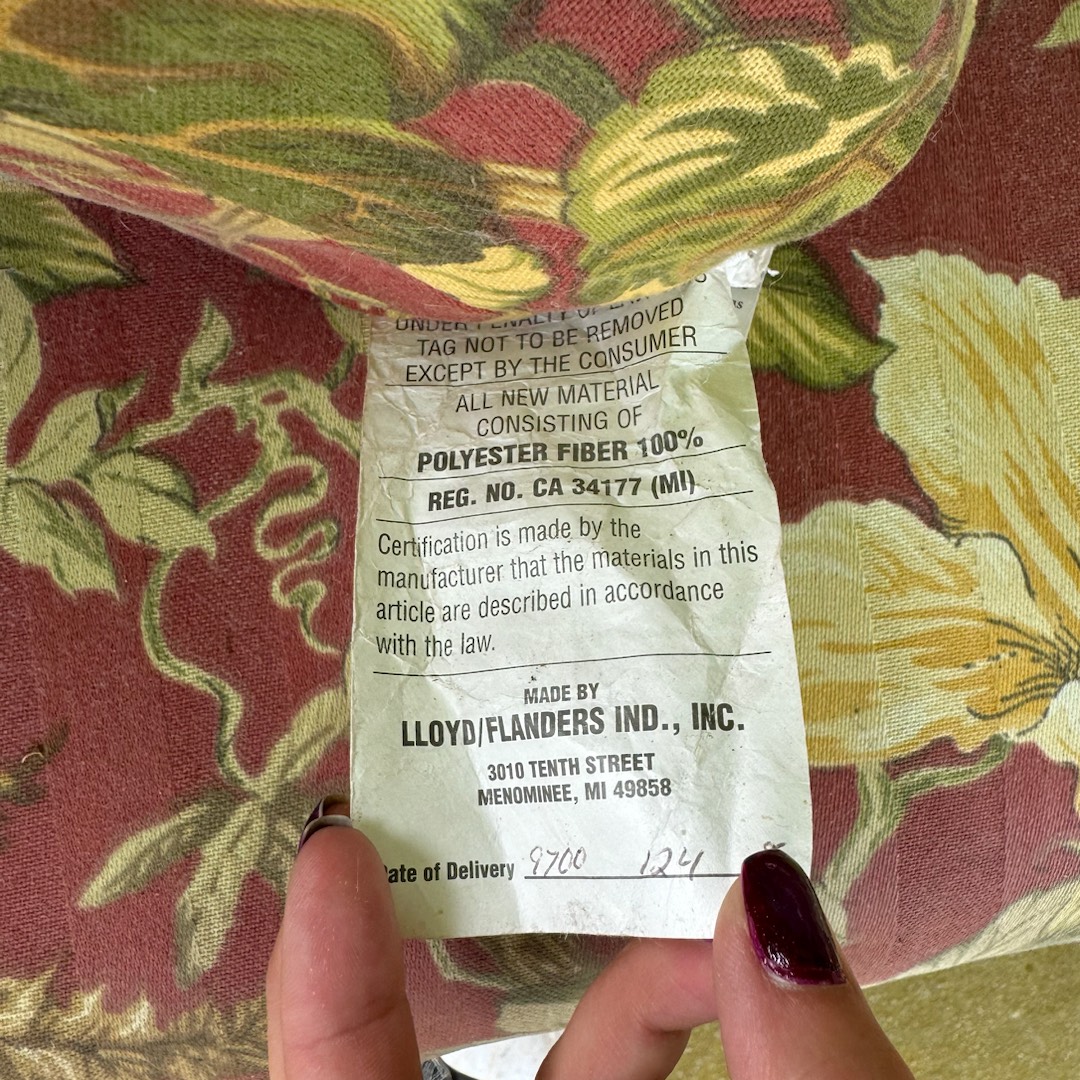 UNDER PENALTY OF
TAG NOT TO BE REMOVED
EXCEPT BY THE CONSUMER
ALL NEW MATERIAL
CONSISTING OF
POLYESTER FIBER 100%
REG. NO. CA 34177 (MI)
Certification is made by the
manufacturer that the materials in this
article are described in accordance
with the law.
MADE BY
LLOYD/FLANDERS IND., INC.
3010 TENTH STREET
MENOMINEE, MI 49858
Date of Delivery 9700 124